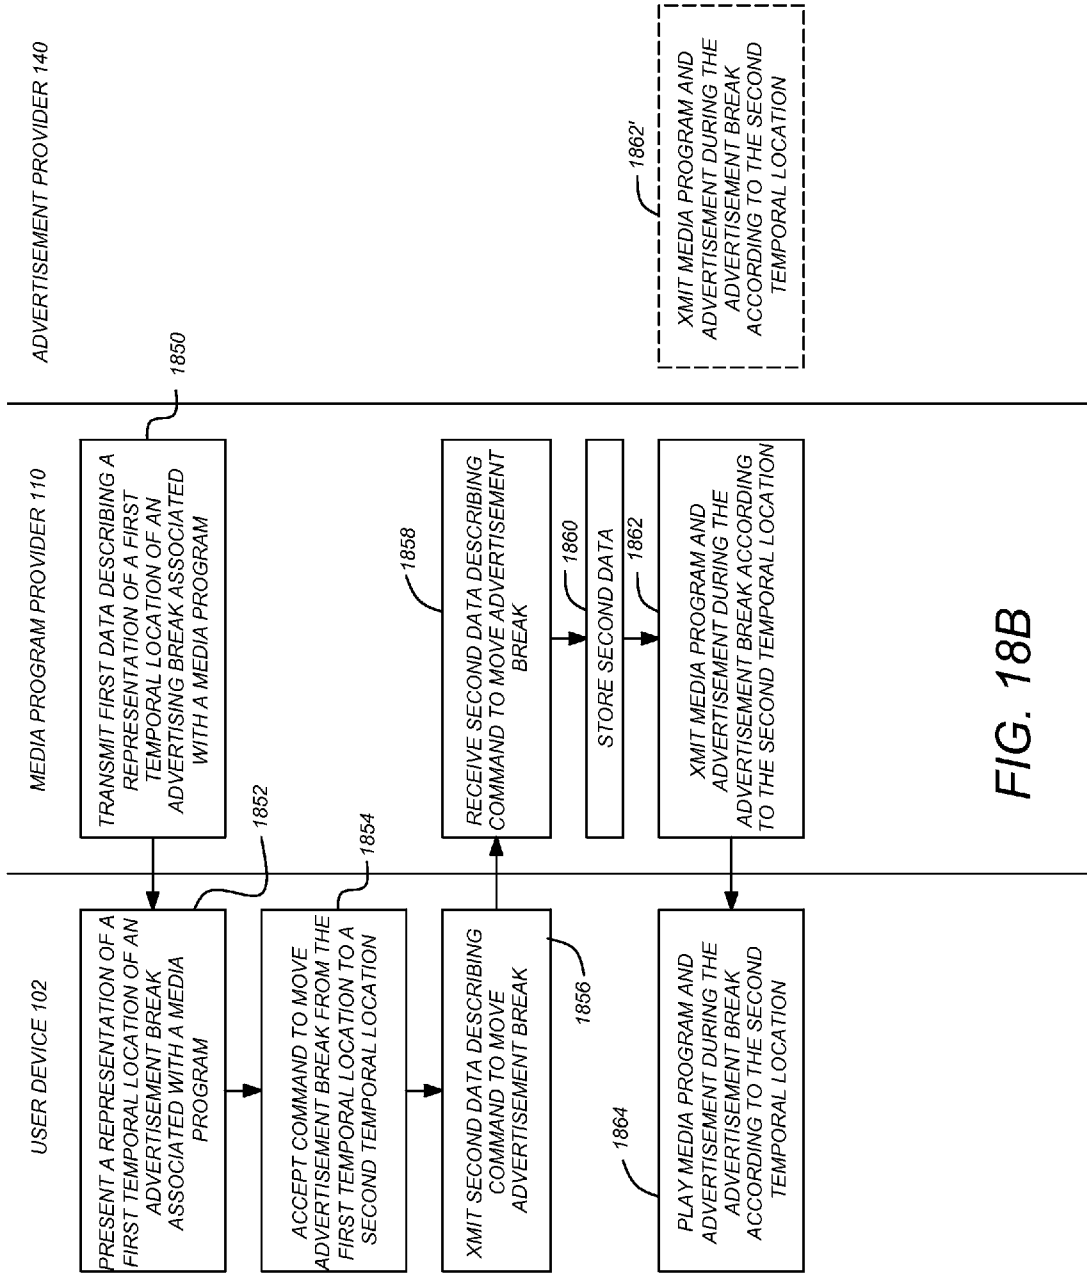 USER DEVICE 102
MEDIA PROGRAM PROVIDER 110
ADVERTISEMENT PROVIDER 140
TRANSMIT FIRST DATA DESCRIBING A
REPRESENTATION OF A FIRST
TEMPORAL LOCATION OF AN
ADVERTISING BREAK ASSOCIATED
WITH A MEDIA PROGRAM
1850
PRESENT A REPRESENTATION OF A
FIRST TEMPORAL LOCATION OF AN
ADVERTISEMENT BREAK
ASSOCIATED WITH A MEDIA
PROGRAM
1852
ACCEPT COMMAND TO MOVE
ADVERTISEMENT BREAK FROM THE
FIRST TEMPORAL LOCATION TO A
SECOND TEMPORAL LOCATION
1854
XMIT SECOND DATA DESCRIBING
COMMAND TO MOVE
ADVERTISEMENT BREAK
1856
RECEIVE SECOND DATA DESCRIBING
COMMAND TO MOVE ADVERTISEMENT
BREAK
1858
STORE SECOND DATA
1860
XMIT MEDIA PROGRAM AND
ADVERTISEMENT DURING THE
ADVERTISEMENT BREAK ACCORDING
TO THE SECOND TEMPORAL LOCATION
1862
XMIT MEDIA PROGRAM AND
ADVERTISEMENT DURING THE
ADVERTISEMENT BREAK
ACCORDING TO THE SECOND
TEMPORAL LOCATION
1862'
PLAY MEDIA PROGRAM AND
ADVERTISEMENT DURING THE
ADVERTISEMENT BREAK
ACCORDING TO THE SECOND
TEMPORAL LOCATION
1864
FIG. 18B